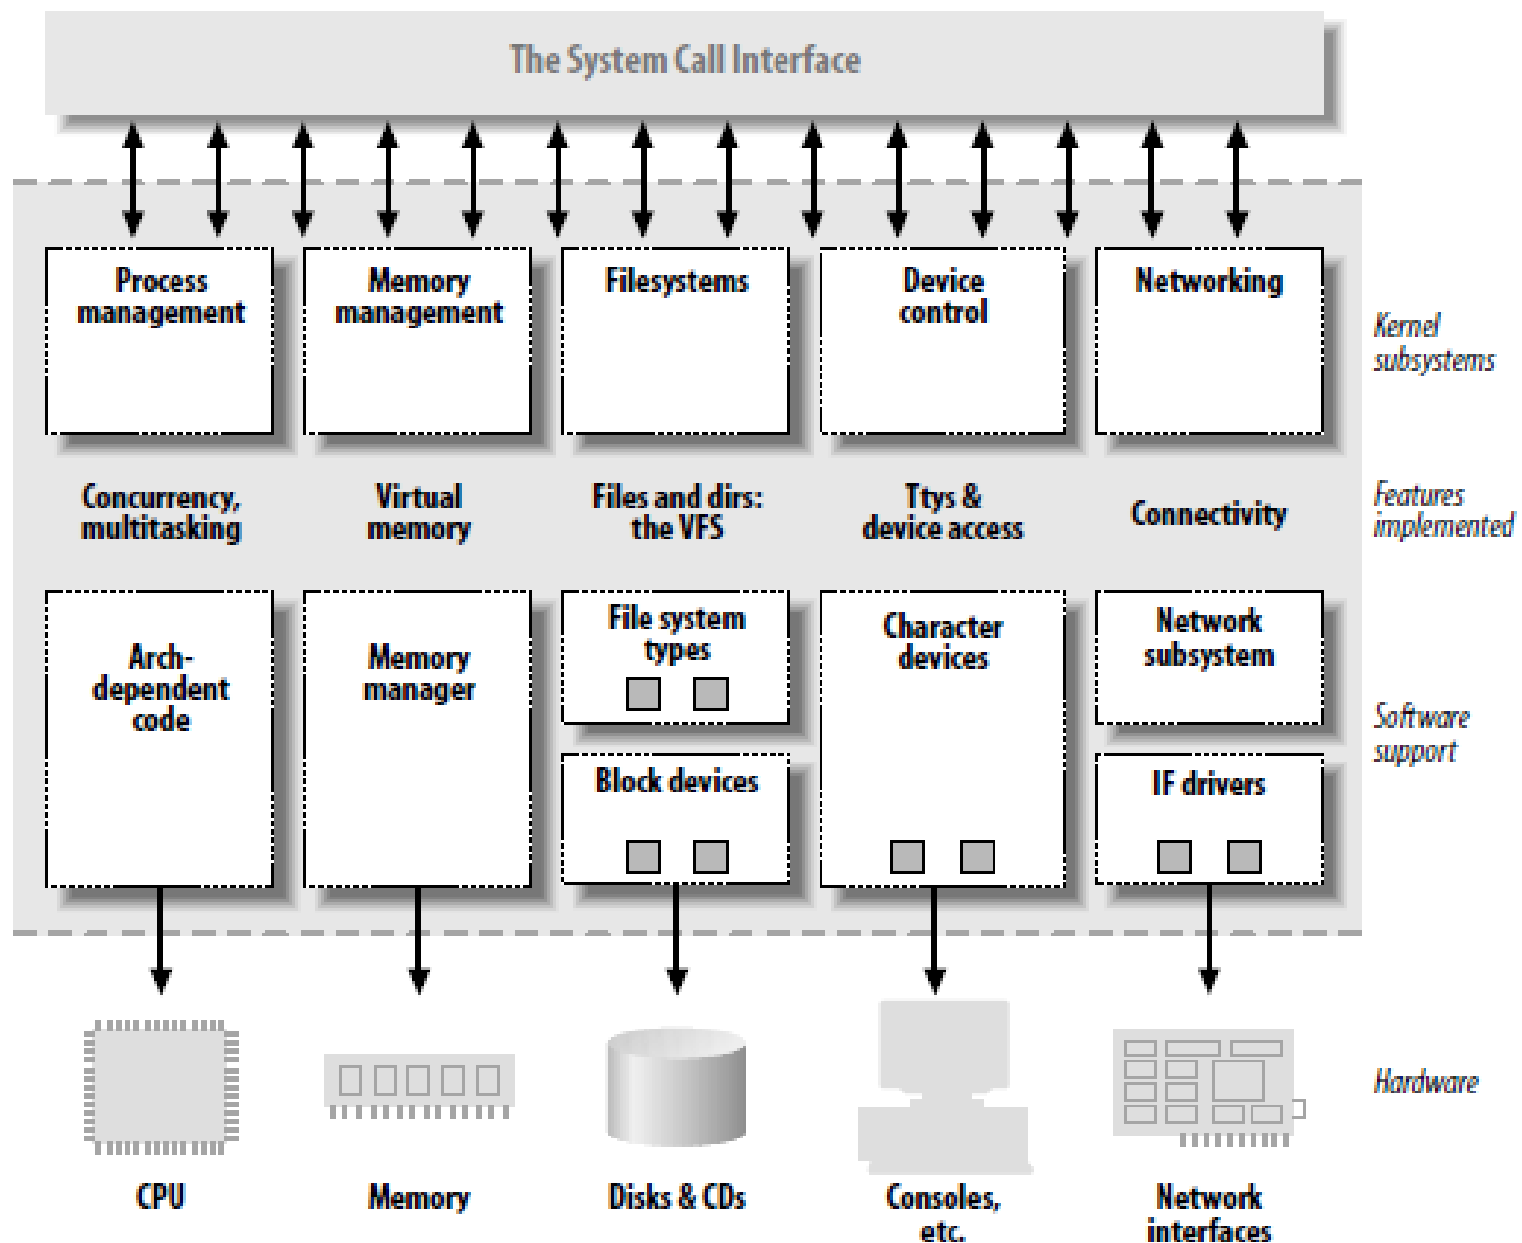 The System Call Interface
Process
management
Memory
management
Filesystems
Device
control
Networking
Kernel
subsystems
Concurrency,
multitasking
Virtual
memory
Files and dirs:
the VFS
Ttys &
device access
Connectivity
Features
implemented
Arch-
dependent
code
Memory
manager
File system
types
Block devices
Character
devices
Network
subsystem
IF drivers
Software
support
Hardware
CPU
Memory
Disks & CDs
Consoles,
etc.
Network
interfaces